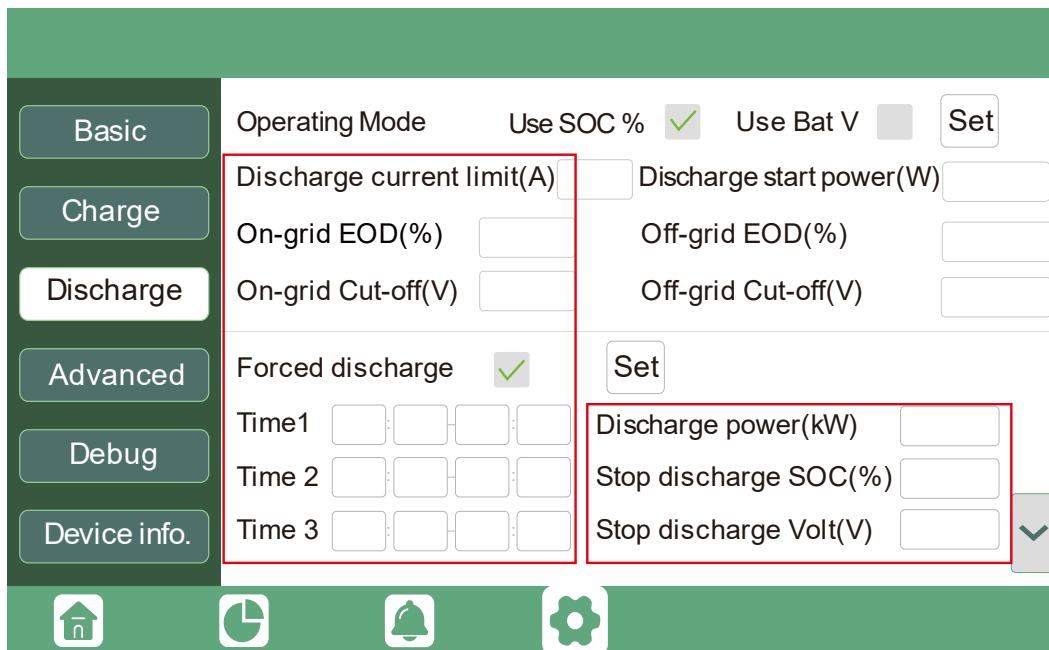 Basic
Charge
Discharge
Advanced
Debug
Device info.
Operating Mode Use SOC % Use Bat V Set
Discharge current limit(A) Discharge start power(W)
On-grid EOD(%) Off-grid EOD(%)
On-grid Cut-off(V) Off-grid Cut-off(V)
Forced discharge Set
Time1 : - : Discharge power(kW)
Time 2 : - : Stop discharge SOC(%)
Time 3 : - : Stop discharge Volt(V)